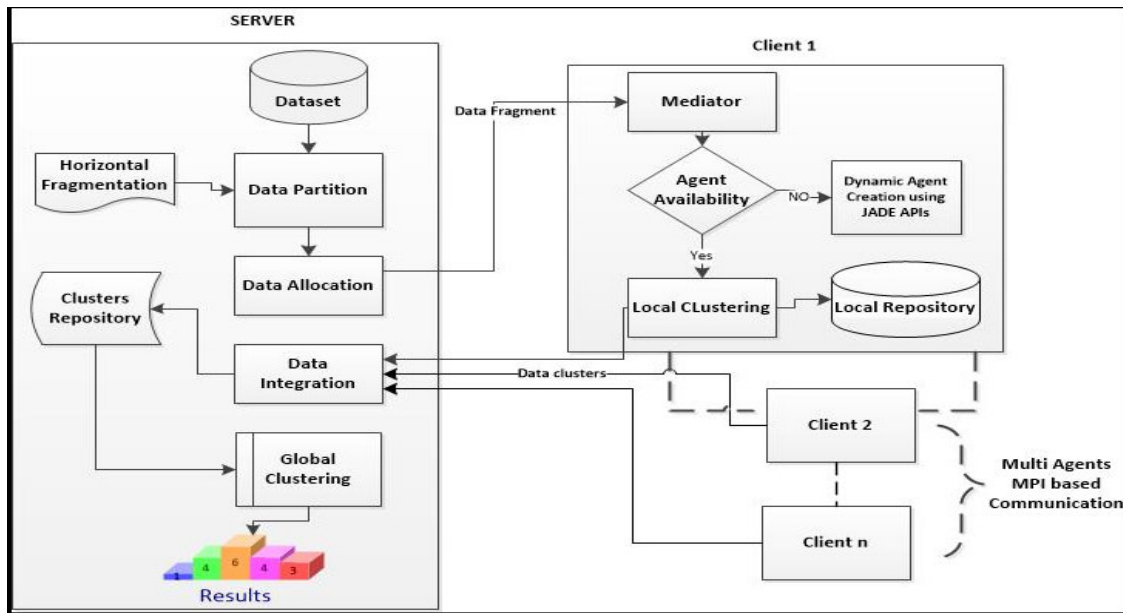 SERVER
Dataset
Horizontal
Fragmentation
Data Partition
Data Allocation
Clusters
Repository
Data
Integration
Global
Clustering
1
4
6
4
3
Results
Data Fragment
Client 1
Mediator
Agent
Availability
NO
Dynamic Agent
Creation using
JADE APIs
Yes
Local CLustering
Local Repository
Data clusters
Client 2
Client n
Multi Agents
MPI based
Communication